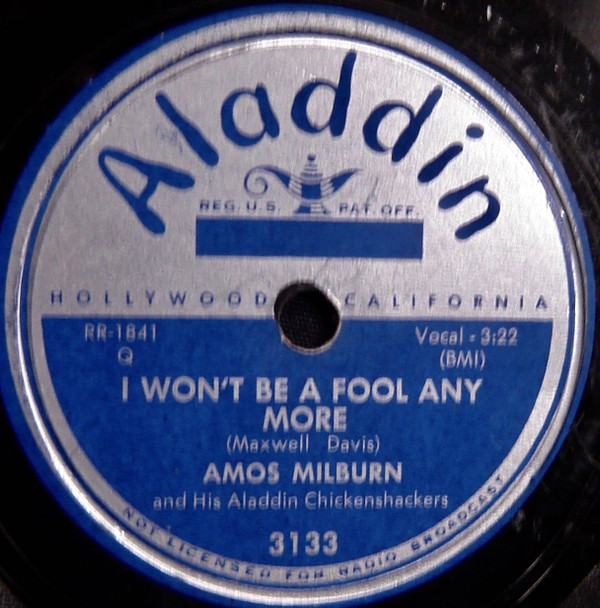 Aladdin
REG. U.S. PAT. OFF.
HOLLYWOOD CALIFORNIA
RR-1841 Vocal - 3:22
Q (BMI)
I WON'T BE A FOOL ANY
MORE
(Maxwell Davis)
AMOS MILBURN
and His Aladdin Chickenshackers
3133
NOT LICENSED FOR RADIO BROADCAST